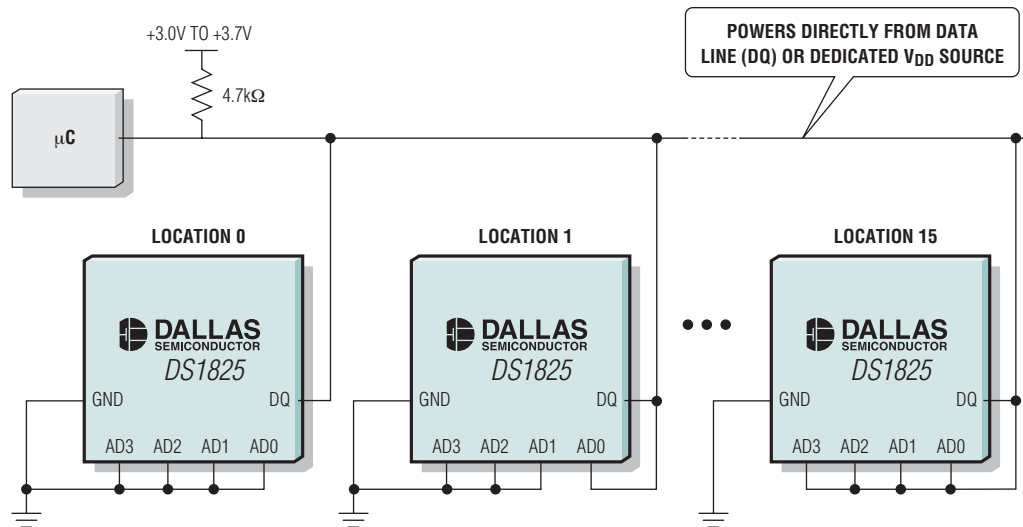 +3.0V TO +3.7V
4.7kΩ
µC
POWERS DIRECTLY FROM DATA
LINE (DQ) OR DEDICATED VDD SOURCE
LOCATION 0
DALLAS
SEMICONDUCTOR
DS1825
GND
DQ
AD3 AD2 AD1 AD0
LOCATION 1
DALLAS
SEMICONDUCTOR
DS1825
GND
DQ
AD3 AD2 AD1 AD0
LOCATION 15
DALLAS
SEMICONDUCTOR
DS1825
GND
DQ
AD3 AD2 AD1 AD0